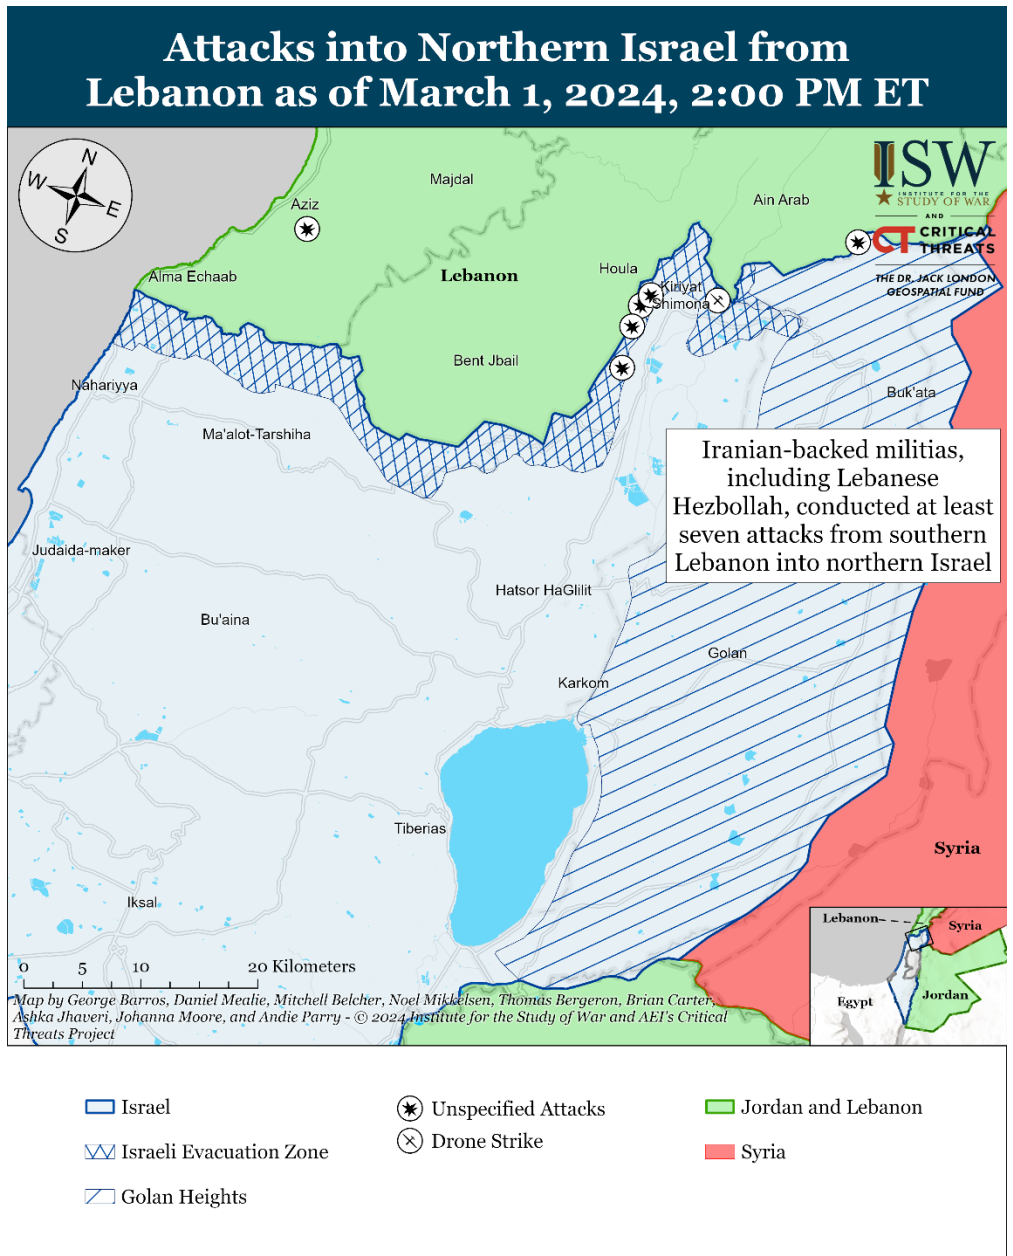 Attacks into Northern Israel from
Lebanon as of March 1, 2024, 2:00 PM ET
N
W
E
S
Majdal
Aziz
Ain Arab
ISW
INSTITUTE FOR THE
STUDY OF WAR
AND
CT CRITICAL
THREATS
THE DR. JACK LONDON
GEOSPATIAL FUND
Alma Echaab
Lebanon
Houla
Kiriyat
Shimona
Bent Jbail
Nahariyya
Buk'ata
Ma'alot-Tarshiha
Iranian-backed militias,
including Lebanese
Hezbollah, conducted at least
seven attacks from southern
Lebanon into northern Israel
Judaida-maker
Hatsor HaGlilit
Bu'aina
Golan
Karkom
Tiberias
Syria
Iksal
Lebanon
Syria
Egypt
Jordan
0 5 10 20 Kilometers
Map by George Barros, Daniel Mealie, Mitchell Belcher, Noel Mikkelsen, Thomas Bergeron, Brian Carter,
Ashka Jhaveri, Johanna Moore, and Andie Parry - © 2024 Institute for the Study of War and AEI's Critical
Threats Project
Israel
Israeli Evacuation Zone
Golan Heights
Unspecified Attacks
Drone Strike
Jordan and Lebanon
Syria